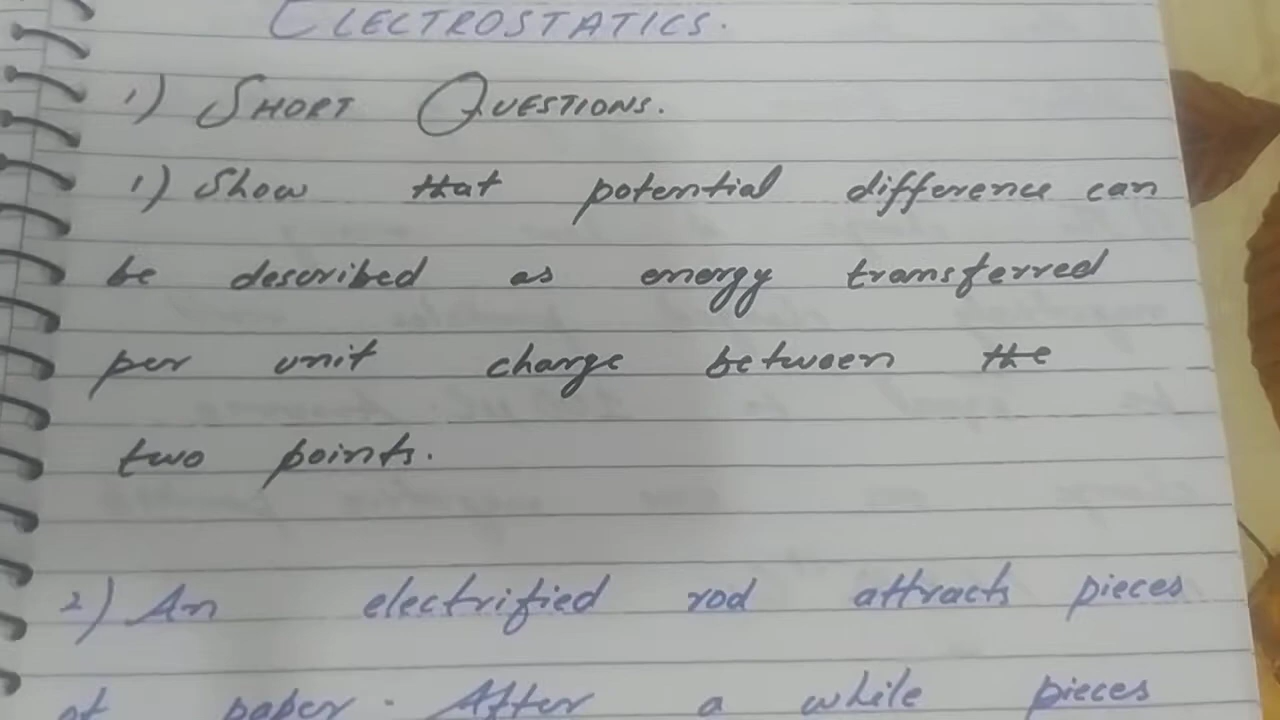 ELECTROSTATICS.
1) SHORT QUESTIONS.
1) Show that potential difference can
be described as energy transferred
per unit charge between the
two points.
2) An electrified rod attracts pieces
of paper. After a while pieces